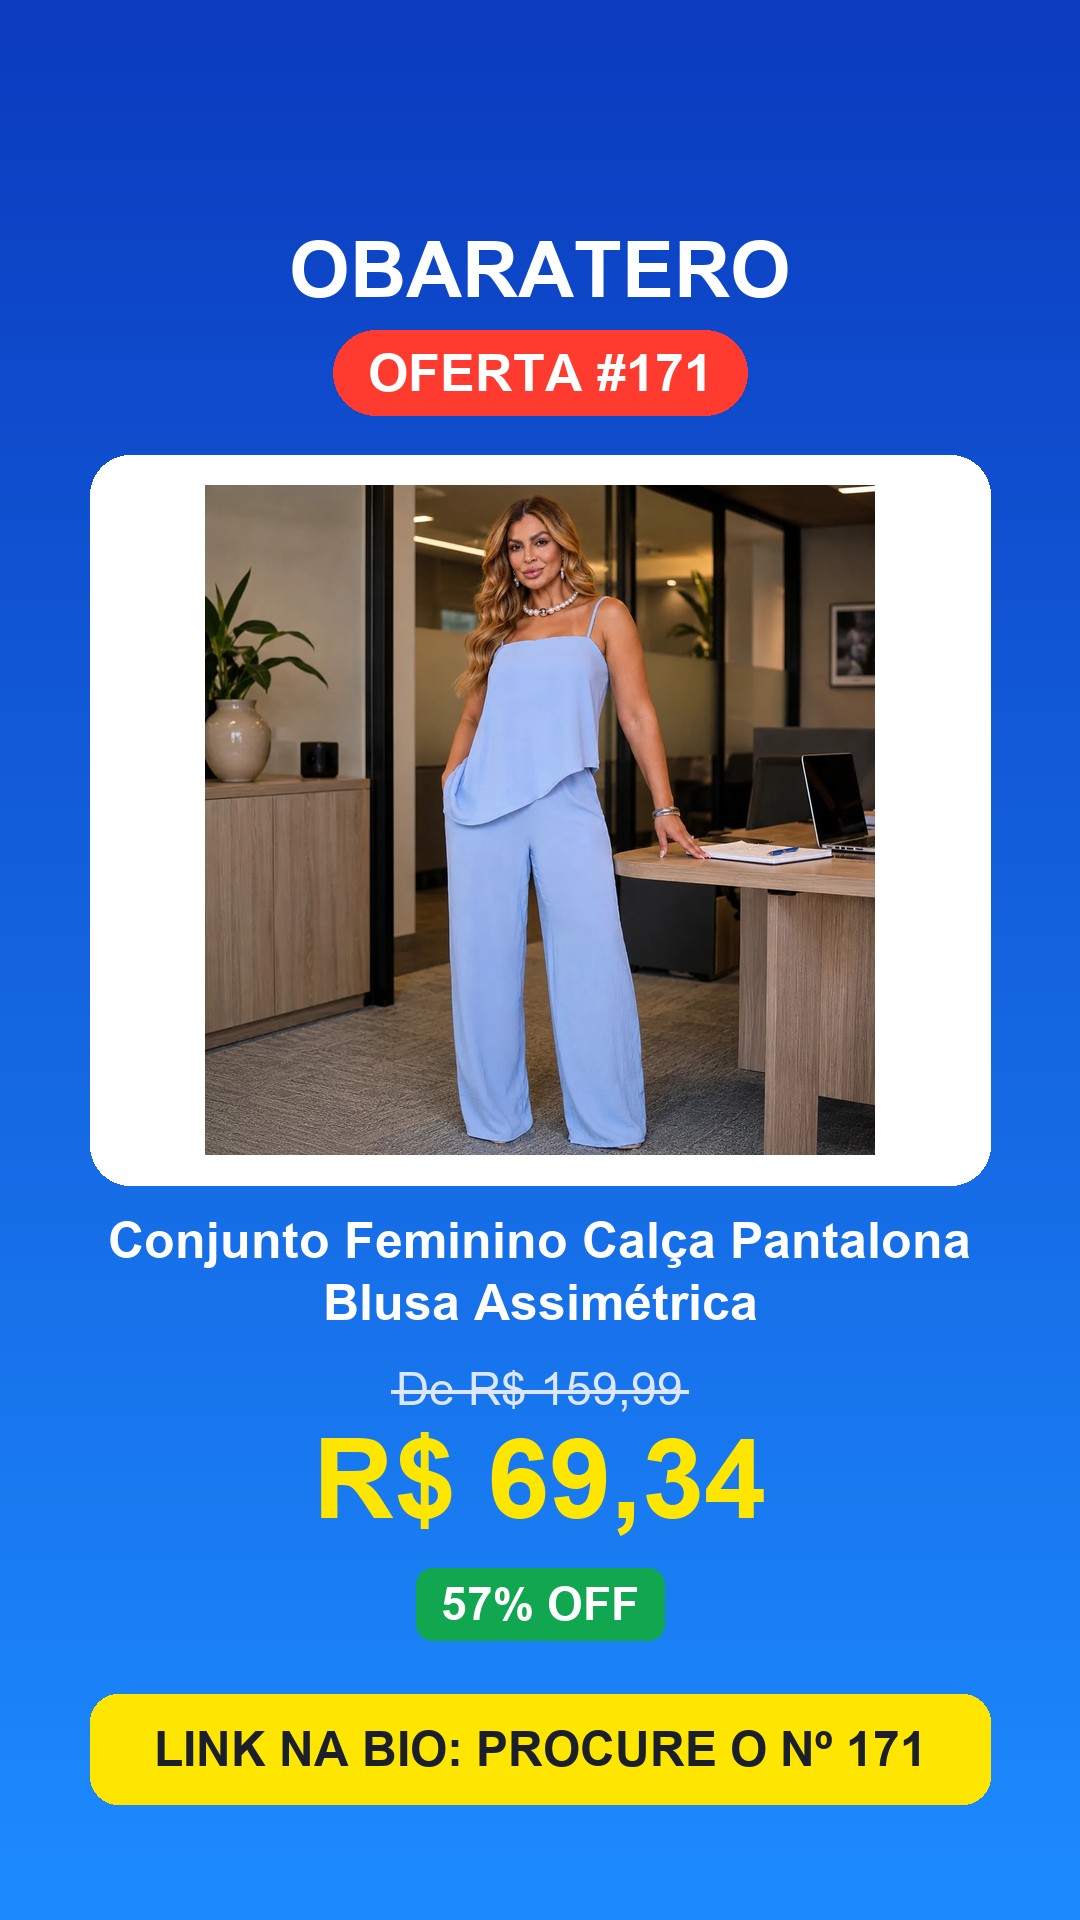 OBARATERO
OFERTA #171
Conjunto Feminino Calça Pantalona
Blusa Assimétrica
De R$ 159,99
R$ 69,34
57% OFF
LINK NA BIO: PROCURE O Nº 171